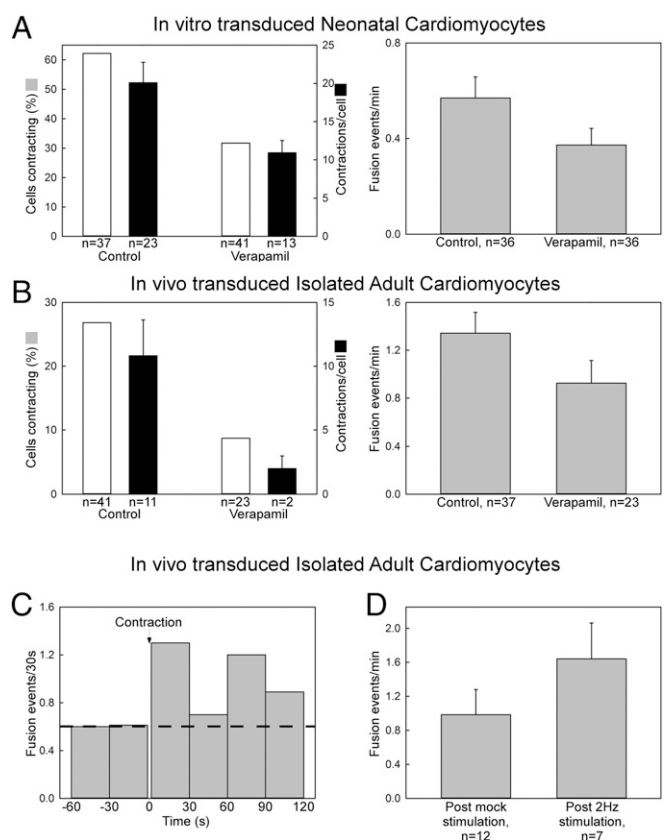 A
In vitro transduced Neonatal Cardiomyocytes
Cells contracting (%)
60
50
40
30
20
10
0
25
20
15
10
5
0
Contractions/cell
n=37 n=23 n=41 n=13
Control Verapamil
Fusion events/min
0.8
0.4
0.0
Control, n=36 Verapamil, n=36
B
In vivo transduced Isolated Adult Cardiomyocytes
Cells contracting (%)
30
20
10
0
15
10
5
0
Contractions/cell
n=41 n=11 n=23 n=2
Control Verapamil
Fusion events/min
1.6
1.2
0.8
0.4
0.0
Control, n=37 Verapamil, n=23
In vivo transduced Isolated Adult Cardiomyocytes
C
Fusion events/30s
1.6
1.2
0.8
0.4
0.0
Contraction
-60 -30 0 30 60 90 120
Time (s)
D
Fusion events/min
2.0
1.6
1.2
0.8
0.4
0.0
Post mock Post 2Hz
stimulation, stimulation,
n=12 n=7